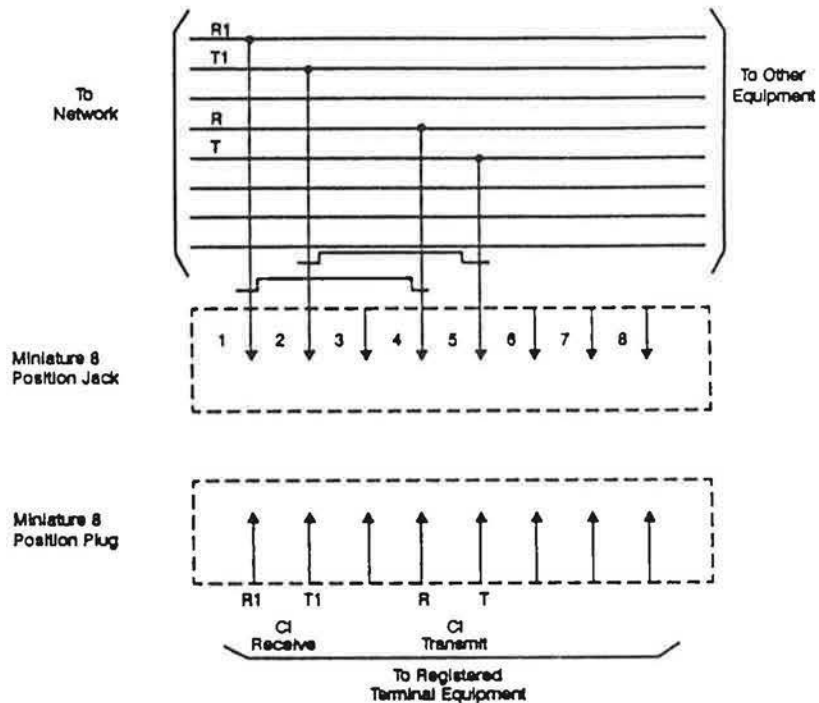 R1
T1
To
Network
R
T
To Other
Equipment
1 2 3 4 5 6 7 8
Miniature 8
Position Jack
Miniature 8
Position Plug
R1 T1 R T
CI
Receive
CI
Transmit
To Registered
Terminal Equipment